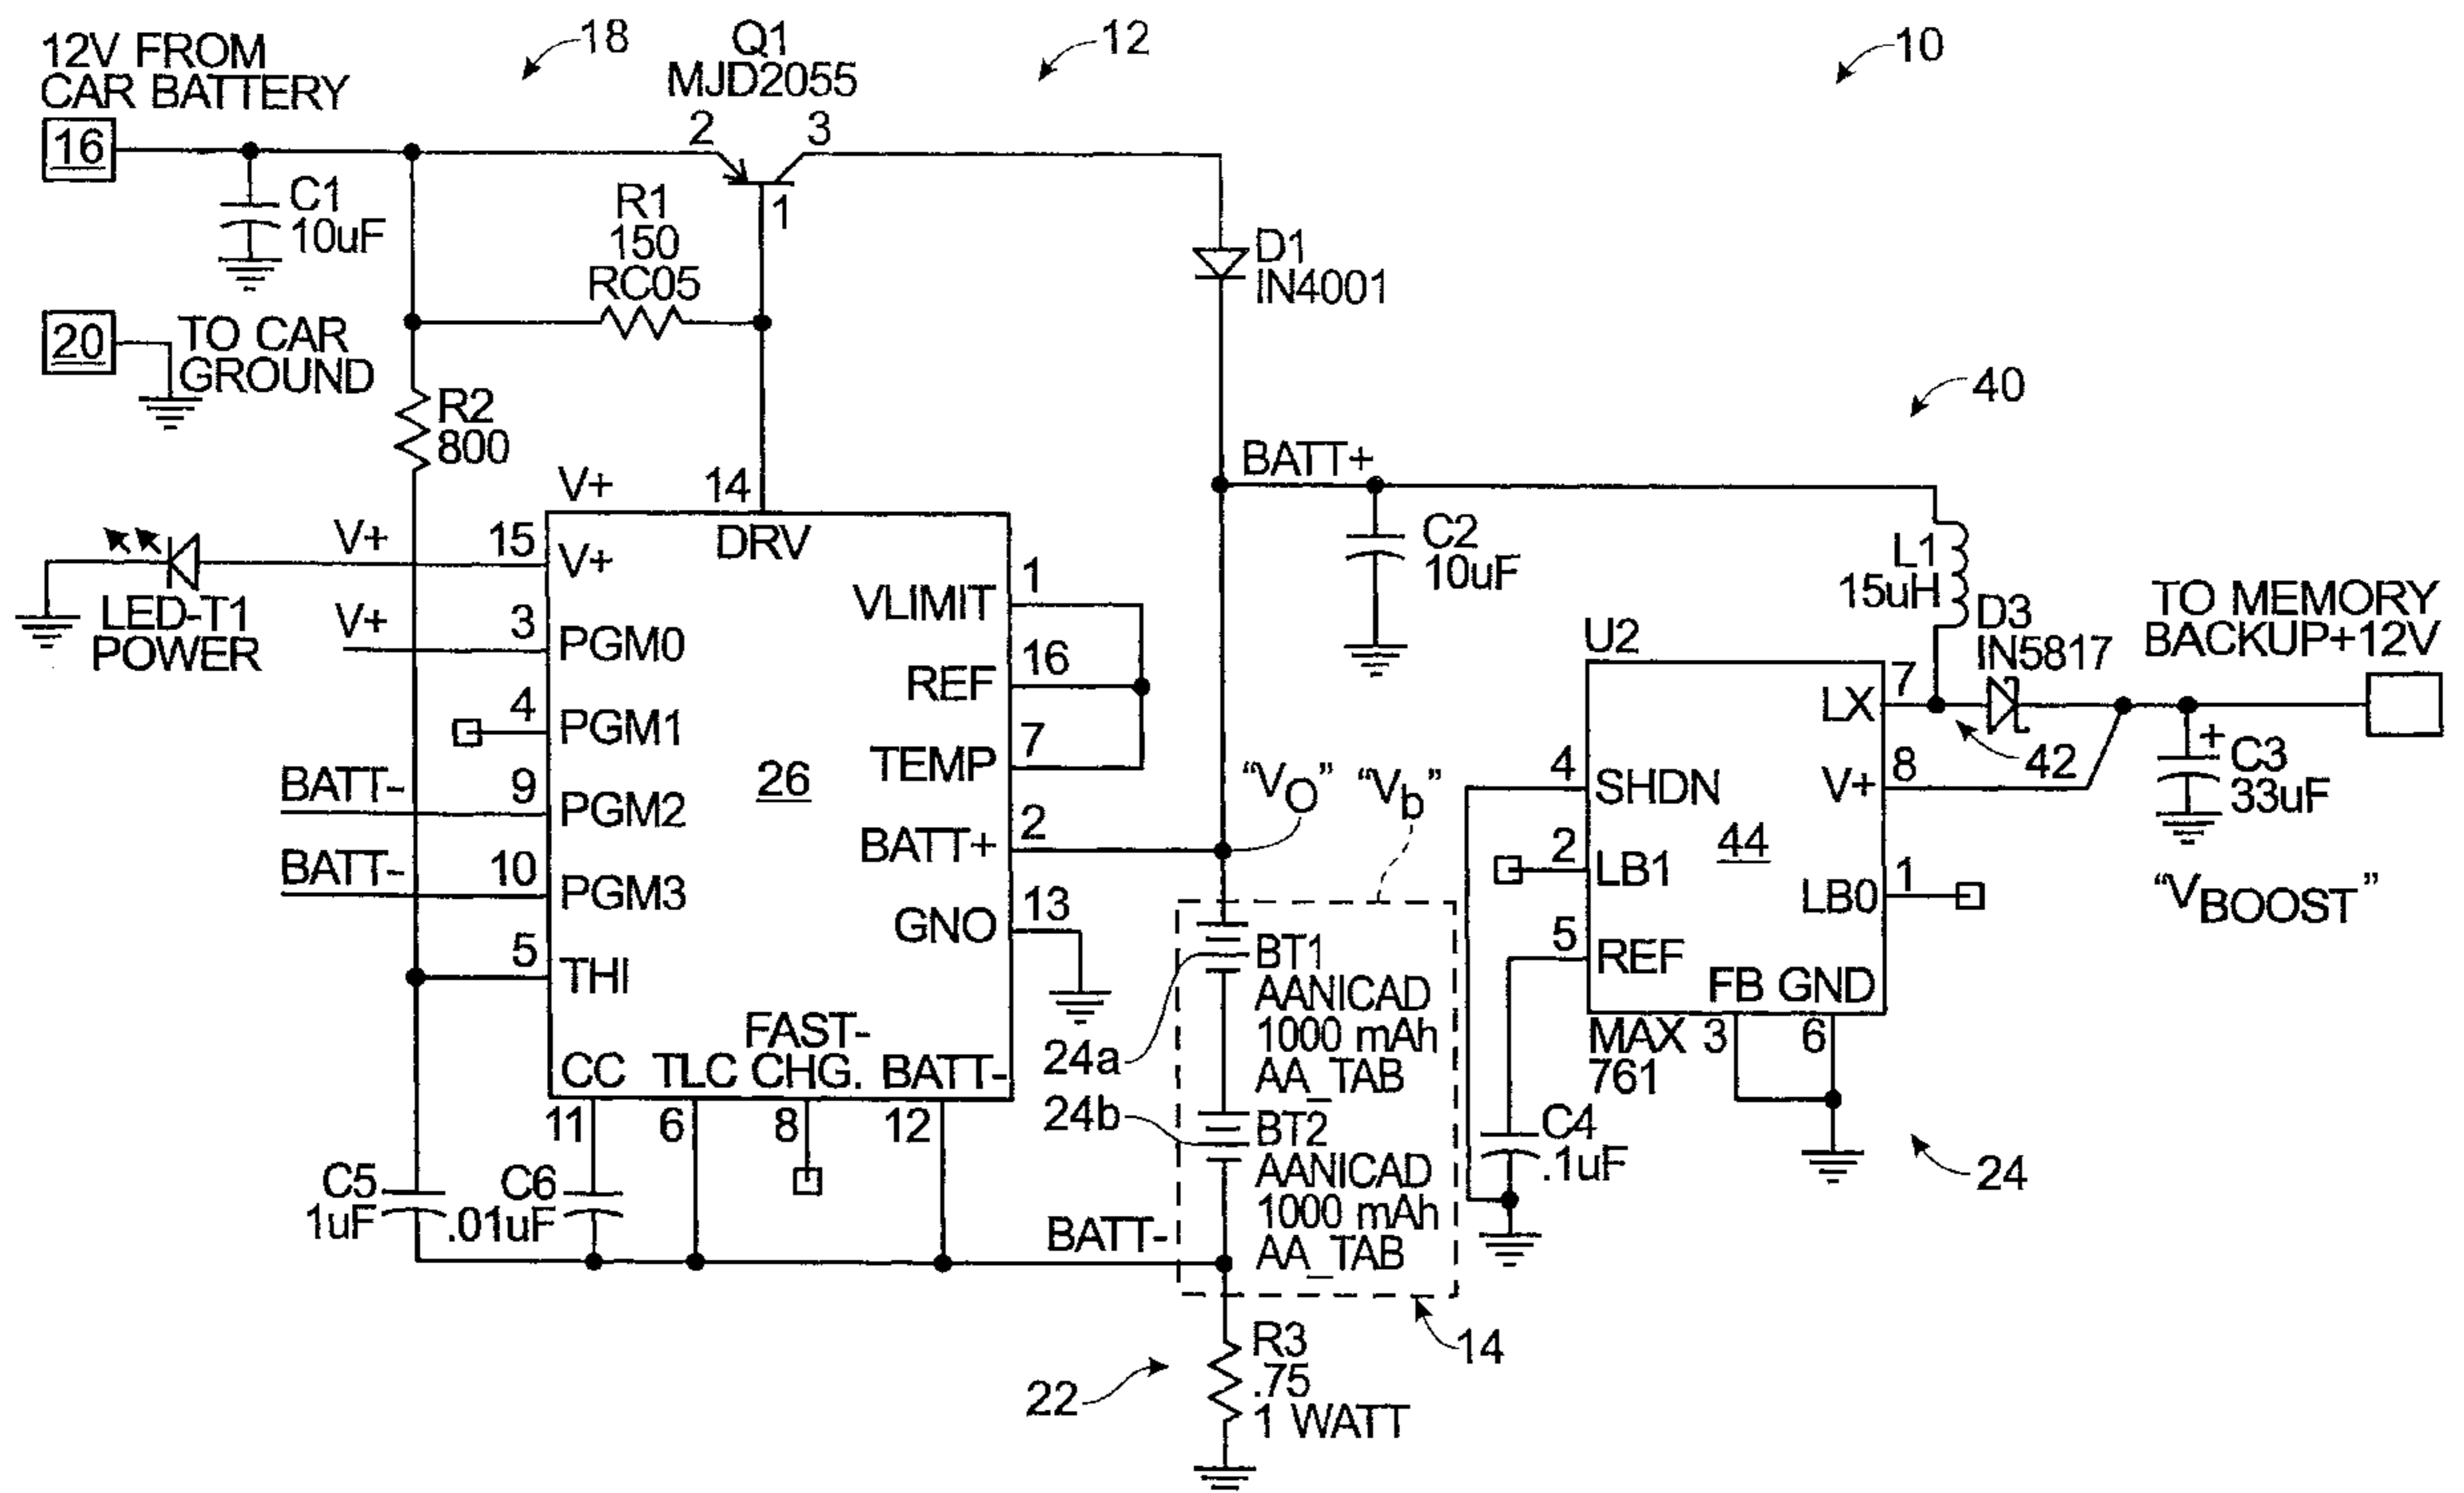 18
12
10
12V FROM
CAR BATTERY
16
Q1
MJD2055
2
3
1
C1
10uF
R1
150
RC05
D1
IN4001
20
TO CAR
GROUND
R2
800
40
V+
14
BATT+
V+
15
V+
DRV
LED-T1
POWER
V+
3
PGM0
4
PGM1
BATT-
9
PGM2
BATT-
10
PGM3
5
THI
26
VLIMIT
1
REF
16
TEMP
7
BATT+
2
GNO
13
CC
TLC
FAST-
CHG.
BATT-
11
6
8
12
C5
1uF
C6
.01uF
BATT-
"VO"
"Vb"
C2
10uF
L1
15uH
D3
IN5817
TO MEMORY
BACKUP+12V
U2
LX
7
42
4
SHDN
V+
8
2
LB1
44
LB0
1
5
REF
FB GND
MAX
761
3
6
C3
+
33uF
"VBOOST"
BT1
AANICAD
1000 mAh
AA_TAB
24a
24b
BT2
AANICAD
1000 mAh
AA_TAB
C4
.1uF
24
14
22
R3
.75
1 WATT